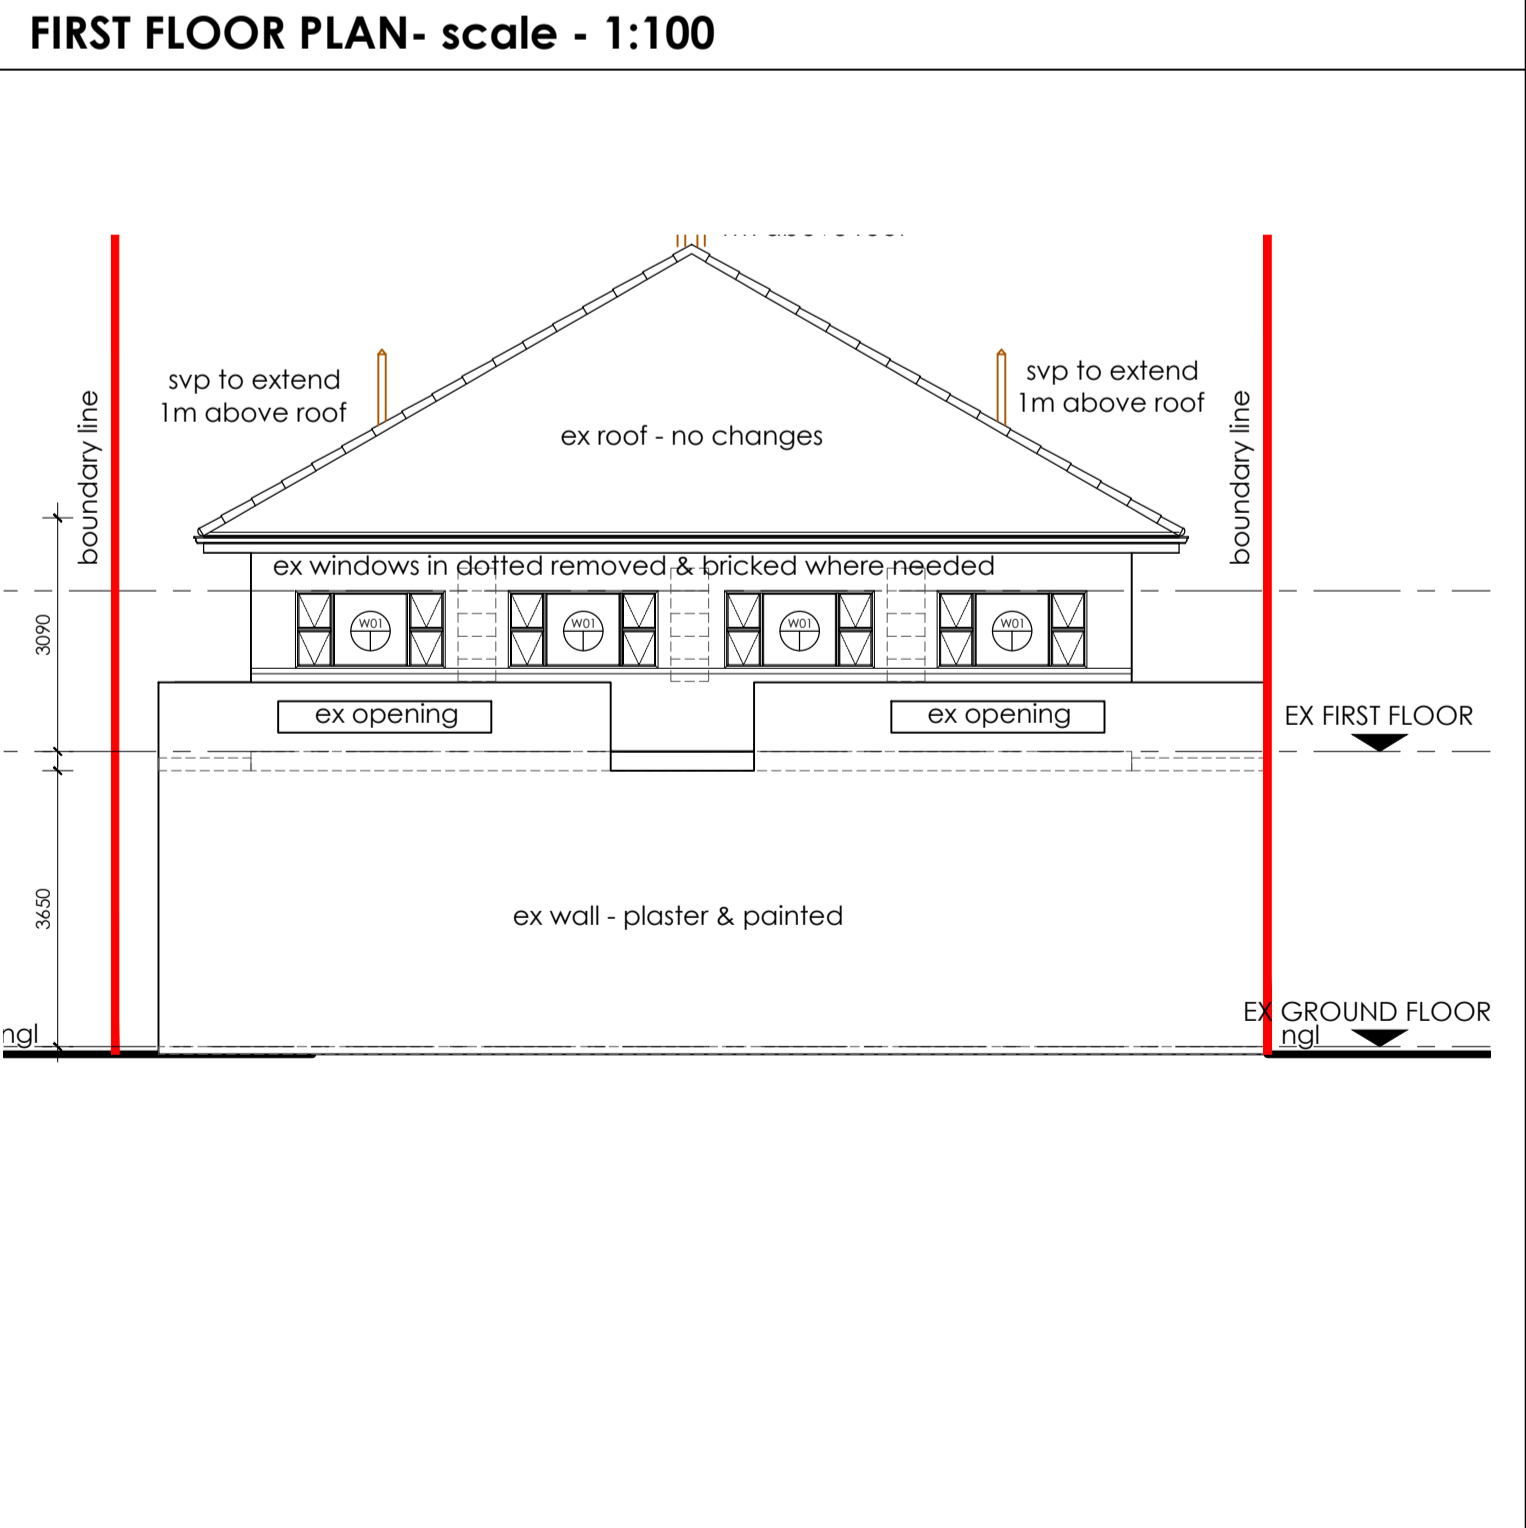 FIRST FLOOR PLAN- scale - 1:100
svp to extend
1m above roof
svp to extend
1m above roof
boundary line
boundary line
ex roof - no changes
ex windows in dotted removed & bricked where needed
3090
W01
W01
W01
W01
ex opening
ex opening
EX FIRST FLOOR
3650
ex wall - plaster & painted
EX GROUND FLOOR
ngl
ngl